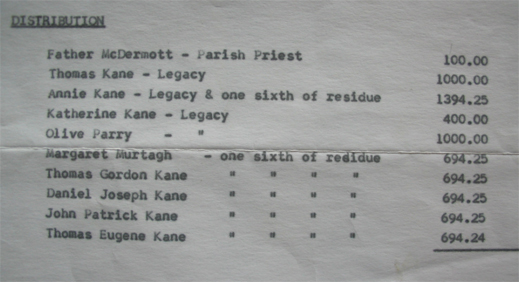 DISTRIBUTION
Father McDermott - Parish Priest 100.00
Thomas Kane - Legacy 1000.00
Annie Kane - Legacy & one sixth of residue 1394.25
Katherine Kane - Legacy 400.00
Olive Parry - " 1000.00
Margaret Murtagh - one sixth of residue 694.25
Thomas Gordon Kane " " " " 694.25
Daniel Joseph Kane " " " " 694.25
John Patrick Kane " " " " 694.25
Thomas Eugene Kane " " " " 694.24